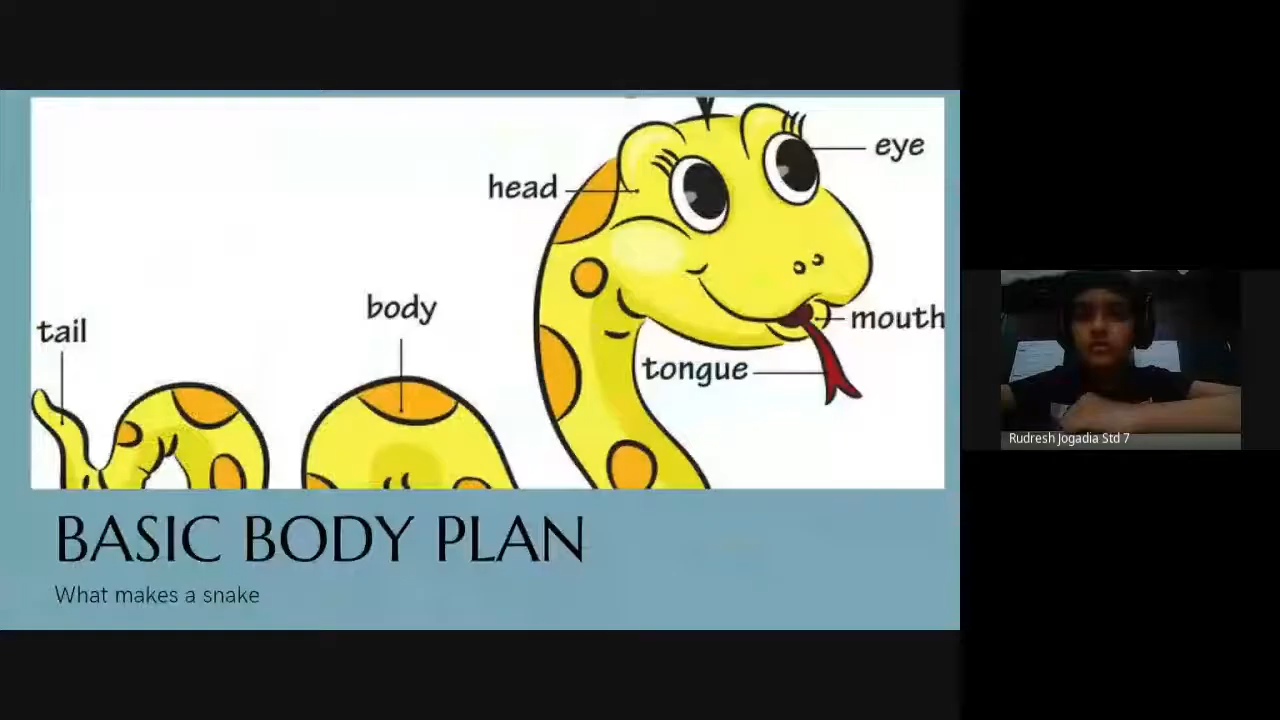 eye
head
body
mouth
tail
tongue
BASIC BODY PLAN
What makes a snake
Rudresh Jogadia Std 7